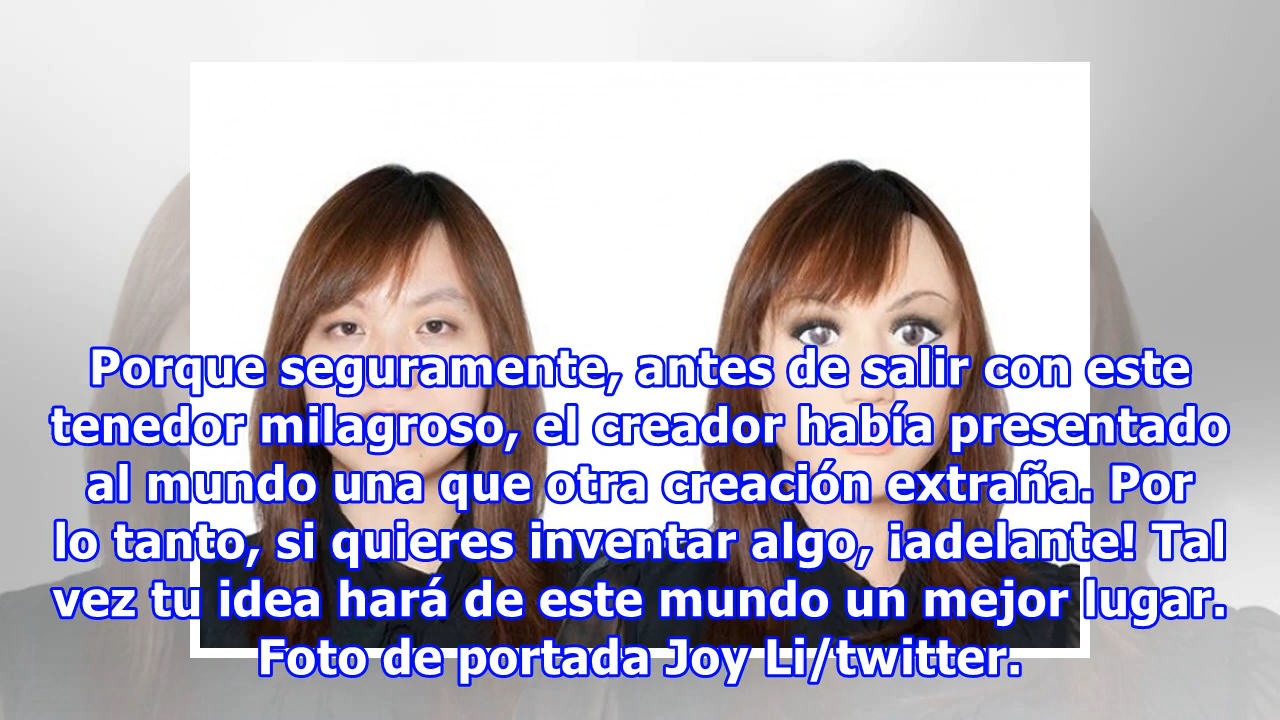 Porque seguramente, antes de salir con este
tenedor milagroso, el creador había presentado
al mundo una que otra creación extraña. Por
lo tanto, si quieres inventar algo, ¡adelante! Tal
vez tu idea hará de este mundo un mejor lugar.
Foto de portada Joy Li/twitter.